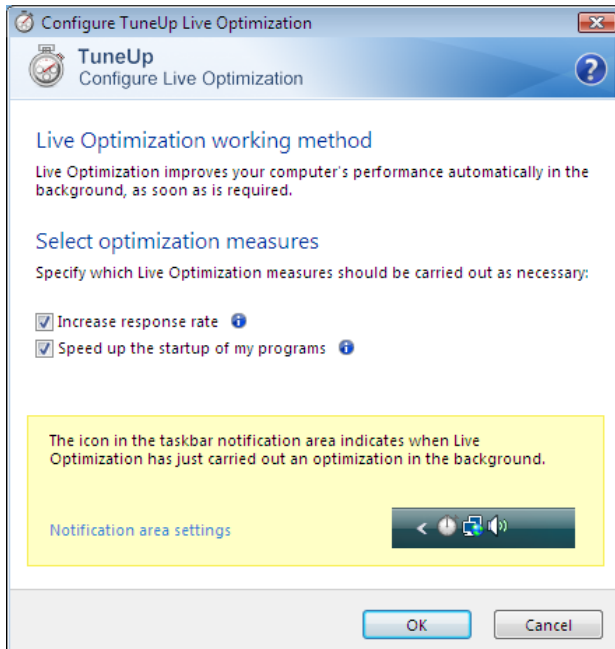 Configure TuneUp Live Optimization
TuneUp
Configure Live Optimization
Live Optimization working method
Live Optimization improves your computer's performance automatically in the
background, as soon as is required.
Select optimization measures
Specify which Live Optimization measures should be carried out as necessary:
Increase response rate
Speed up the startup of my programs
The icon in the taskbar notification area indicates when Live
Optimization has just carried out an optimization in the background.
Notification area settings
OK
Cancel